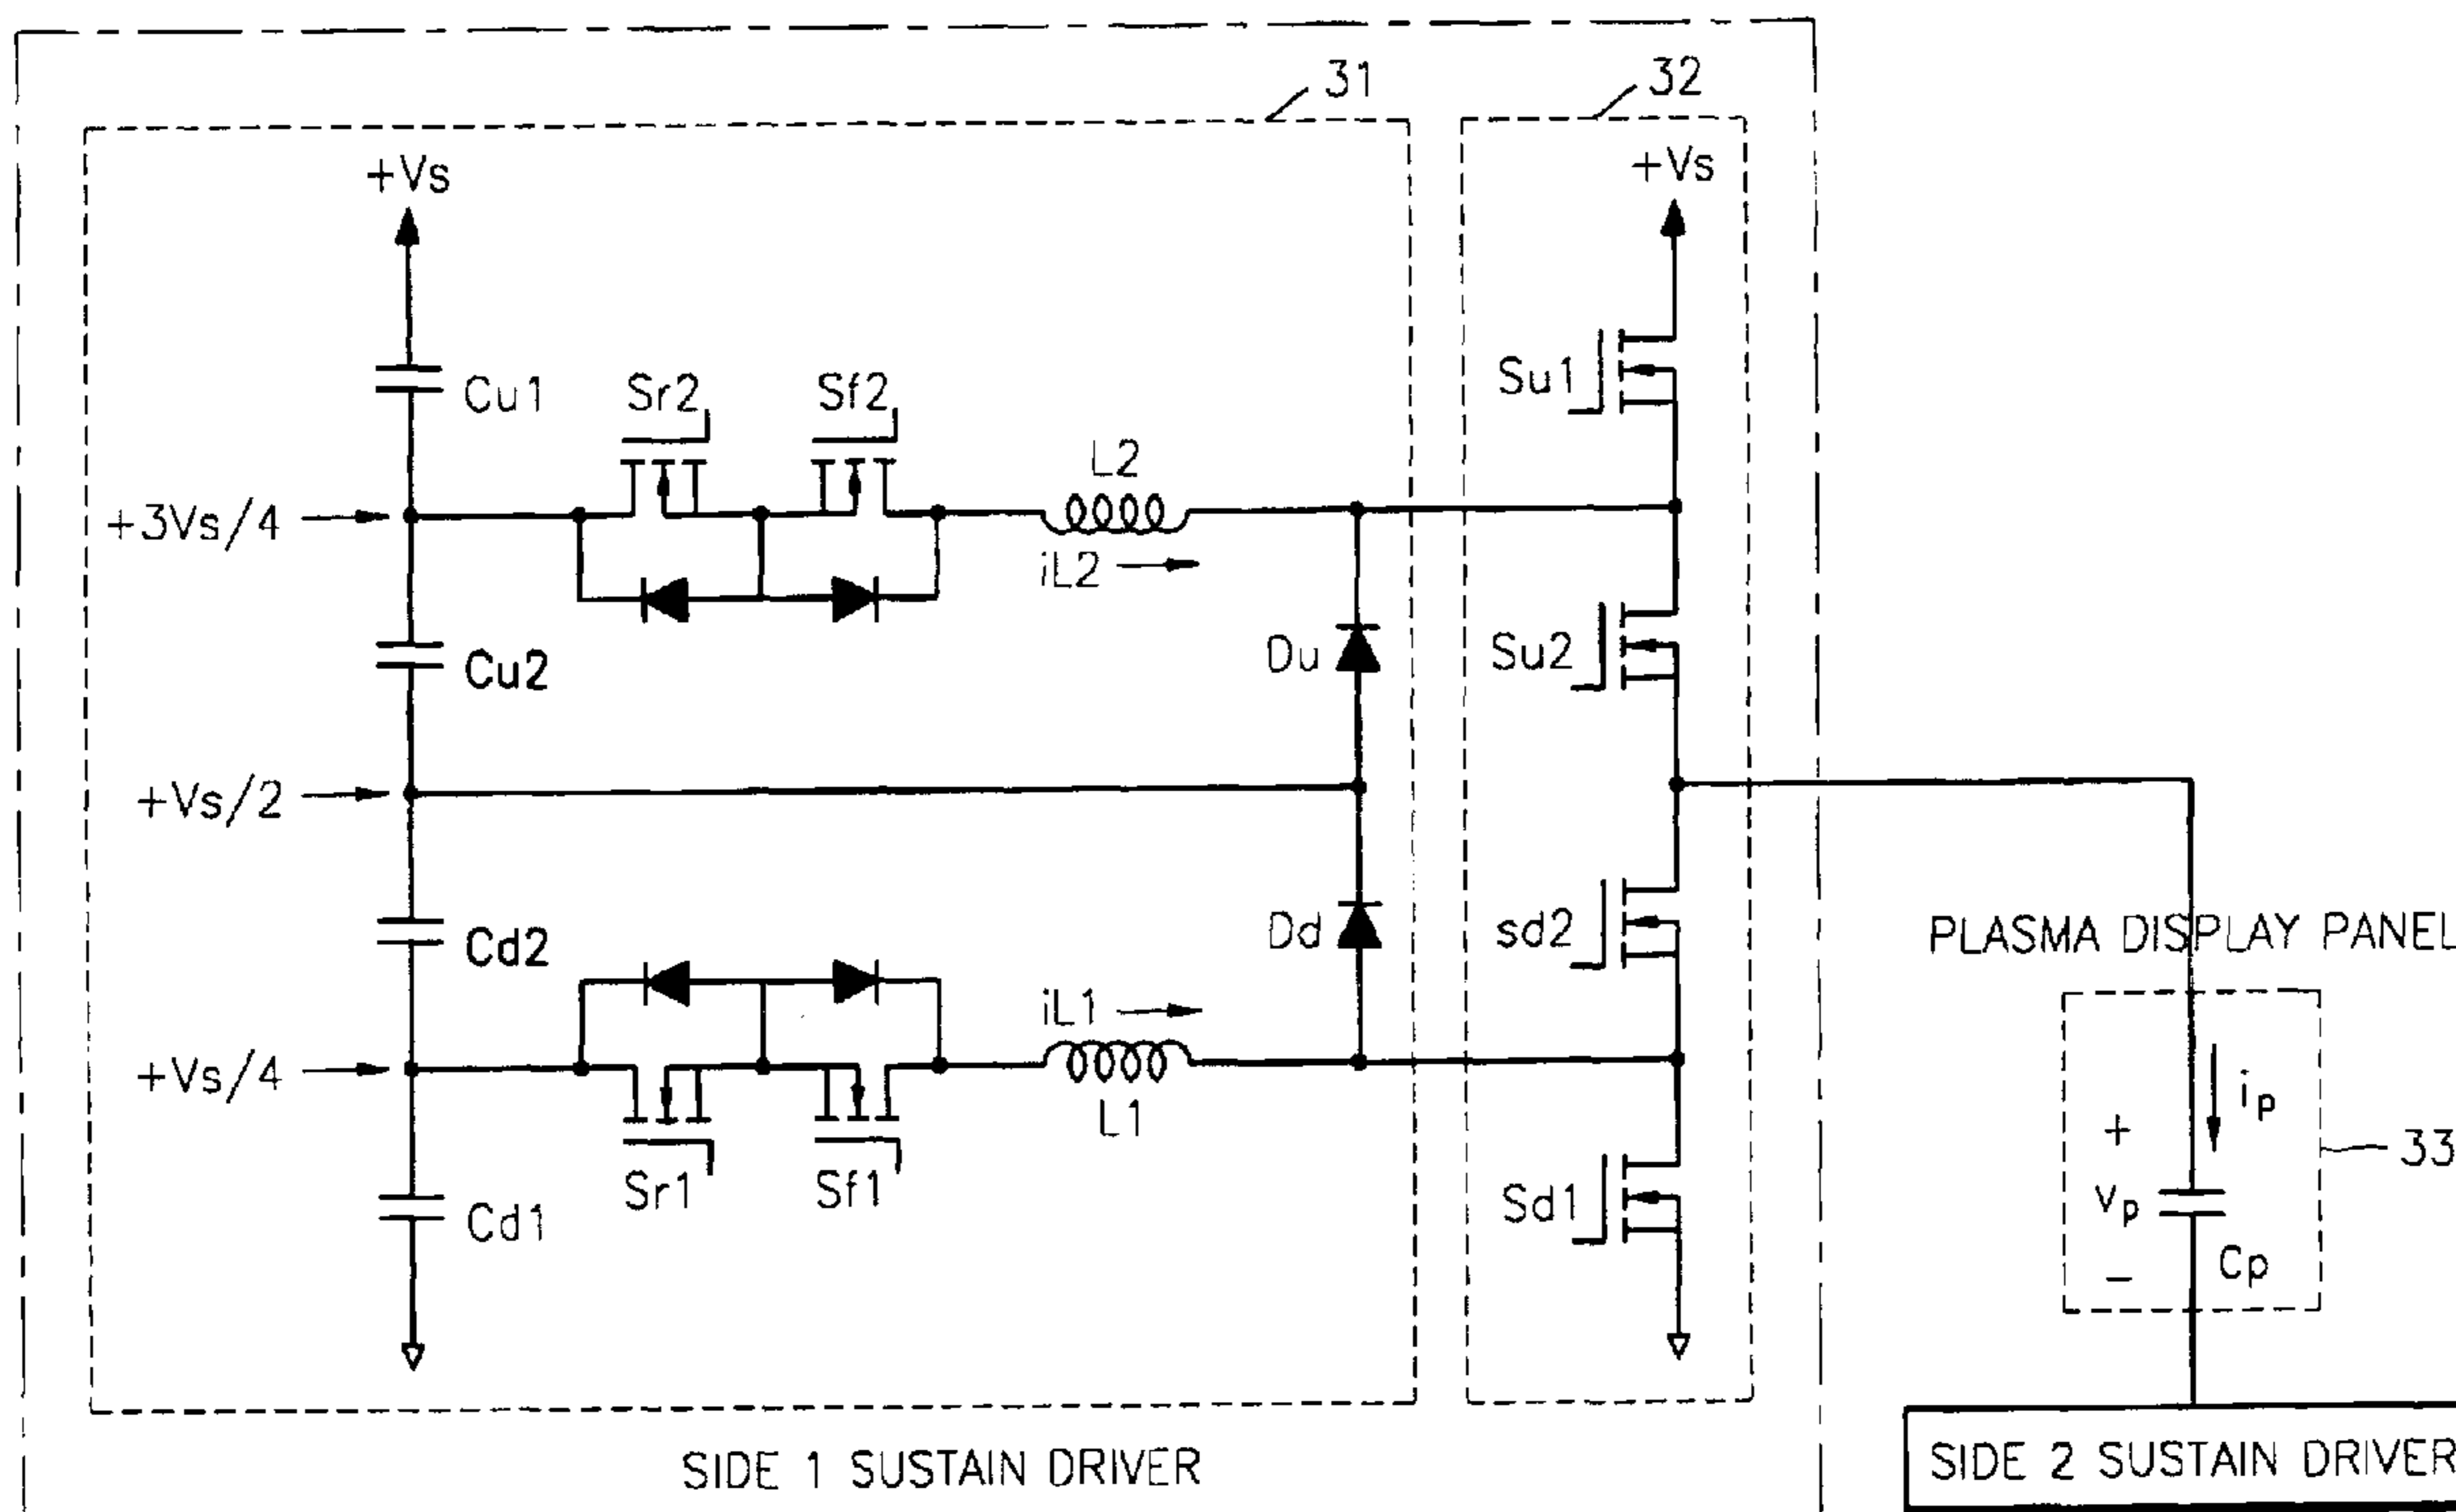 31
32
+Vs
+Vs
Cu1
Sr2
Sf2
L2
iL2
Su1
+3Vs/4
Cu2
Du
Su2
+Vs/2
Cd2
Dd
sd2
PLASMA DISPLAY PANEL
iL1
+Vs/4
L1
ip
Sr1
Sf1
Cd1
Sd1
+
vp
–
Cp
33
SIDE 1 SUSTAIN DRIVER
SIDE 2 SUSTAIN DRIVER